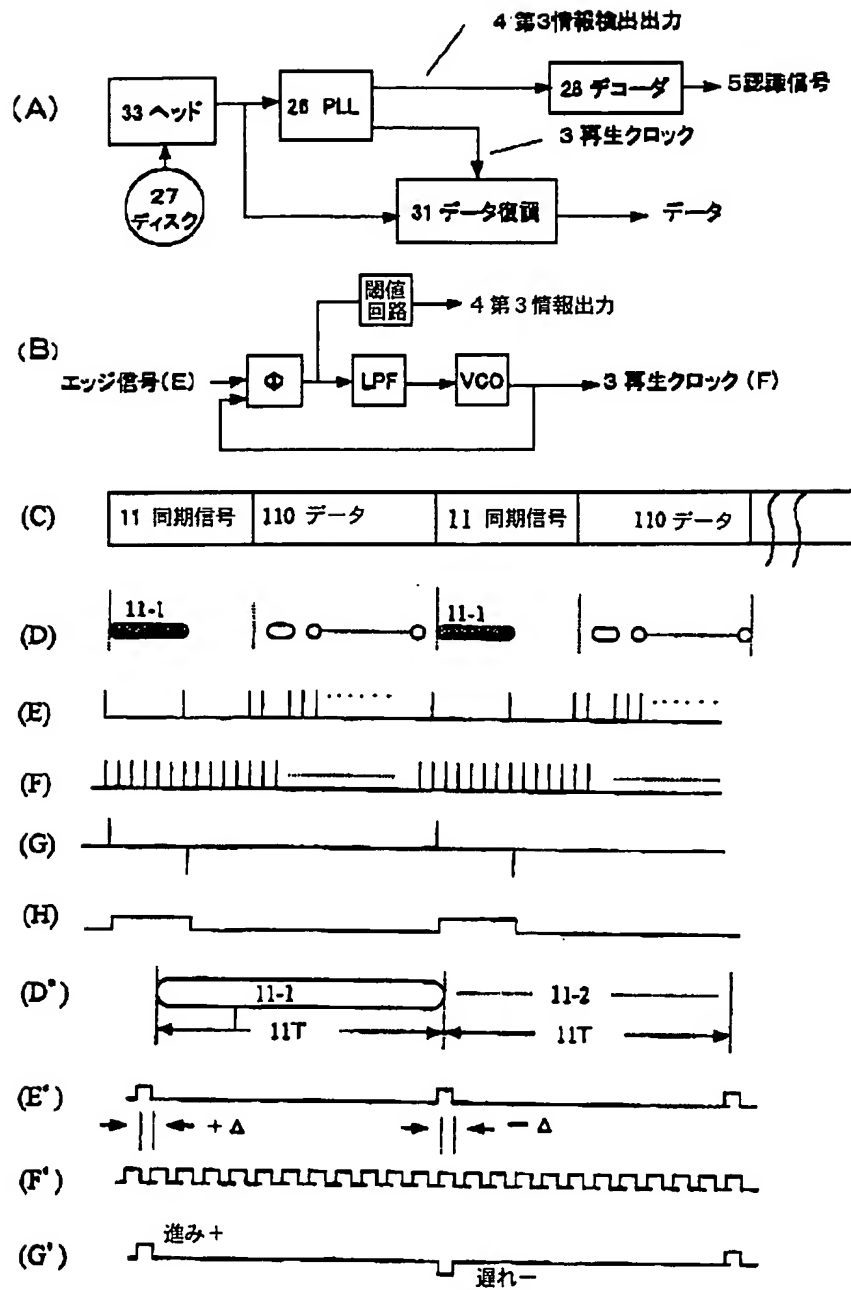 4 第3情報検出出力
(A)
33 ヘッド
26 PLL
28 デコーダ
5認識信号
3 再生クロック
27
ディスク
31 データ復調
データ
閾値
回路
4 第3情報出力
(B)
エッジ信号(E)
Φ
LPF
VCO
3 再生クロック (F)
(C)
11 同期信号
110 データ
11 同期信号
110 データ
(D)
11-1
11-1
(E)
(F)
(G)
(H)
11-1
11-2
11T
11T
(E')
+ Δ
− Δ
(F')
(G')
進み+
遅れ−